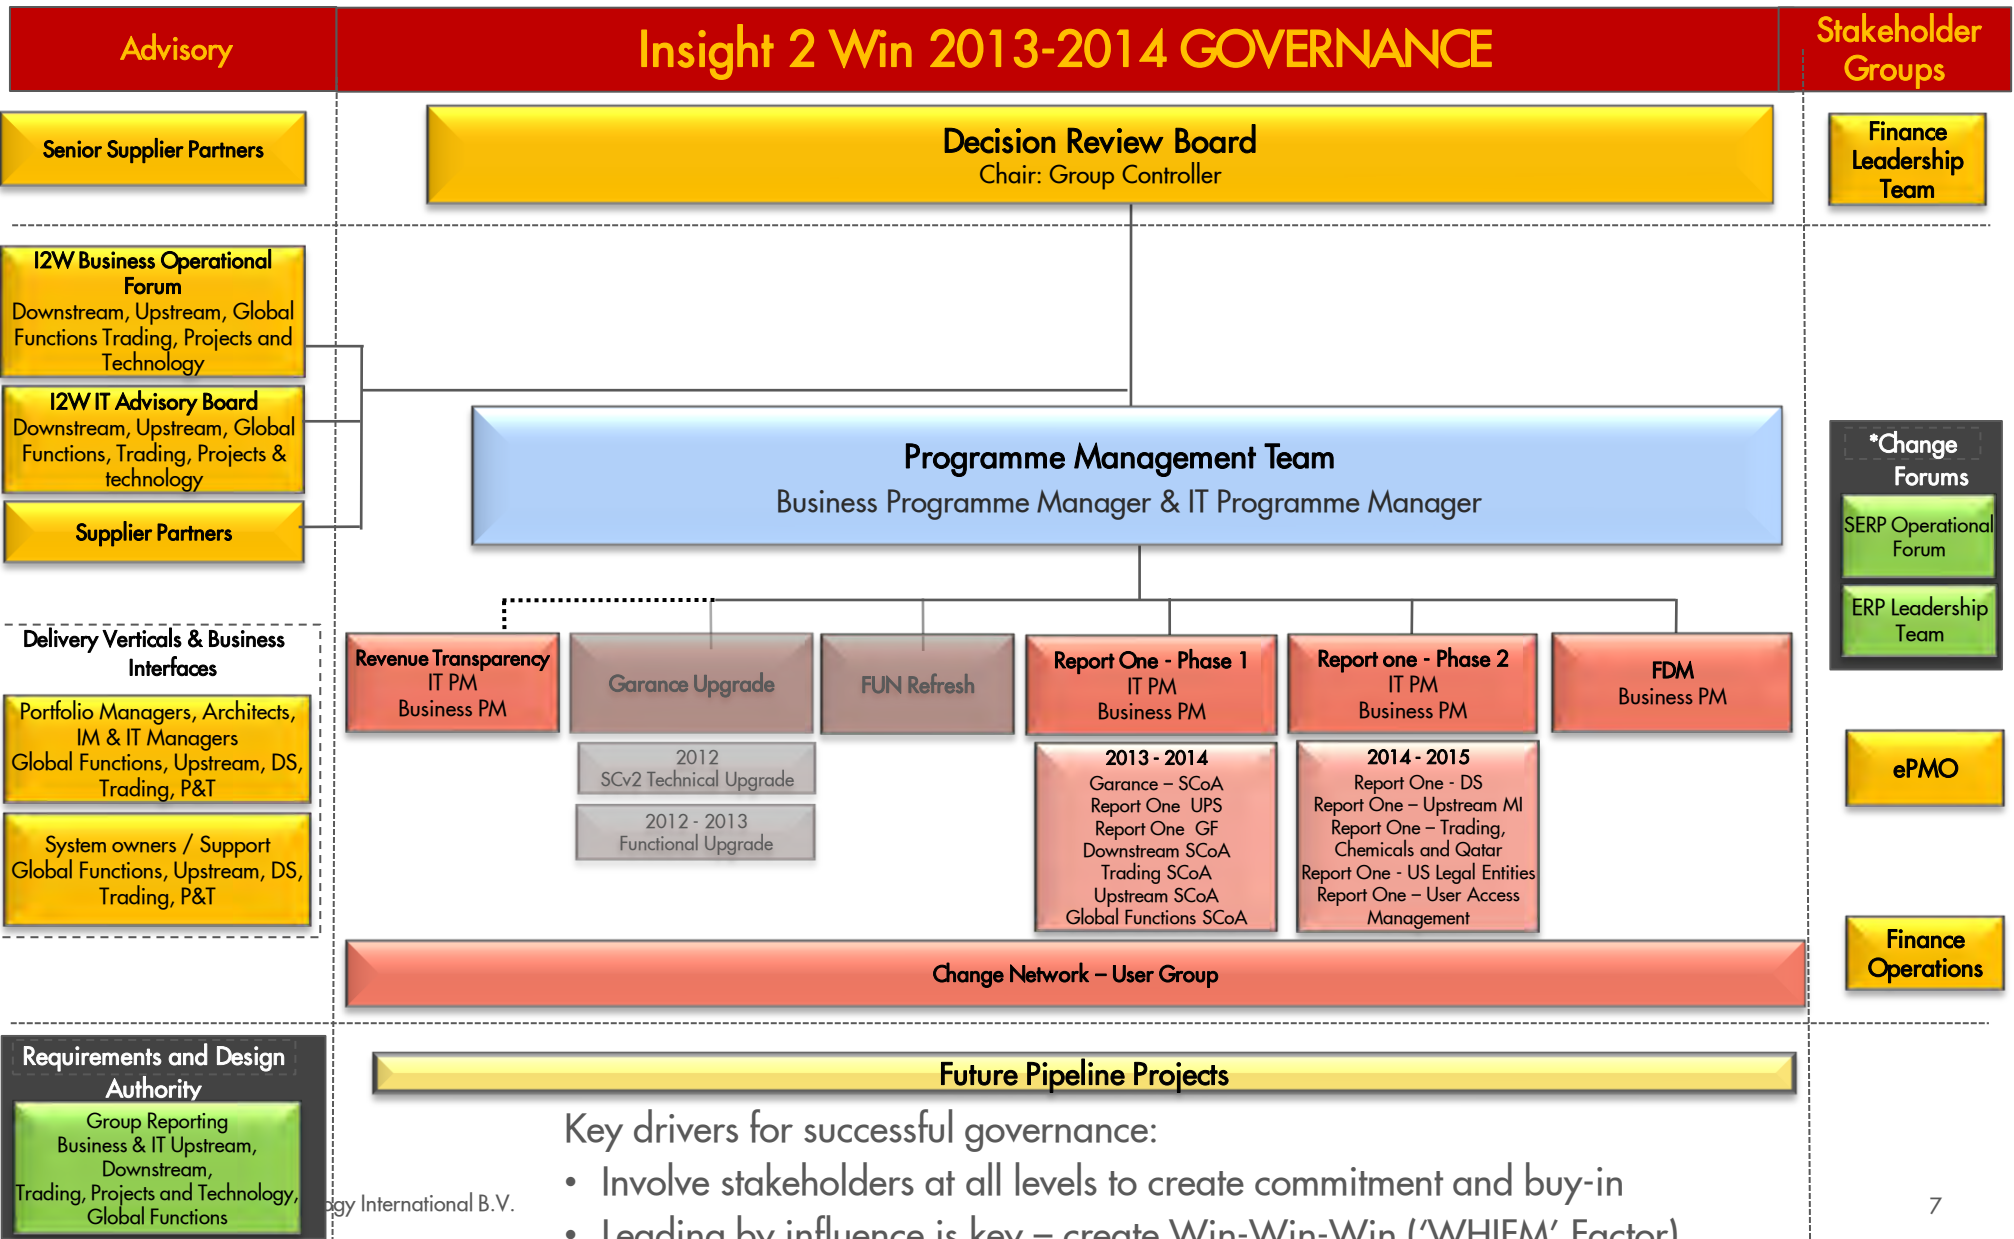 Advisory
Insight 2 Win 2013-2014 GOVERNANCE
Stakeholder
Groups
Senior Supplier Partners
Decision Review Board
Chair: Group Controller
Finance
Leadership
Team
I2W Business Operational
Forum
Downstream, Upstream, Global
Functions Trading, Projects and
Technology
I2W IT Advisory Board
Downstream, Upstream, Global
Functions, Trading, Projects &
technology
Supplier Partners
Programme Management Team
Business Programme Manager & IT Programme Manager
*Change
Forums
SERP Operational
Forum
ERP Leadership
Team
Delivery Verticals & Business
Interfaces
Portfolio Managers, Architects,
IM & IT Managers
Global Functions, Upstream, DS,
Trading, P&T
System owners / Support
Global Functions, Upstream, DS,
Trading, P&T
Revenue Transparency
IT PM
Business PM
Garance Upgrade
2012
SCv2 Technical Upgrade
2012 - 2013
Functional Upgrade
FUN Refresh
Report One - Phase 1
IT PM
Business PM
2013 - 2014
Garance – SCoA
Report One UPS
Report One GF
Downstream SCoA
Trading SCoA
Upstream SCoA
Global Functions SCoA
Report one - Phase 2
IT PM
Business PM
2014 - 2015
Report One - DS
Report One – Upstream MI
Report One – Trading,
Chemicals and Qatar
Report One - US Legal Entities
Report One – User Access
Management
FDM
Business PM
ePMO
Finance
Operations
Change Network – User Group
Requirements and Design
Authority
Group Reporting
Business & IT Upstream,
Downstream,
Trading, Projects and Technology,
Global Functions
Future Pipeline Projects
Key drivers for successful governance:
• Involve stakeholders at all levels to create commitment and buy-in
• Leading by influence is key – create Win-Win-Win ('WHIFM' Factor)
International B.V.
7